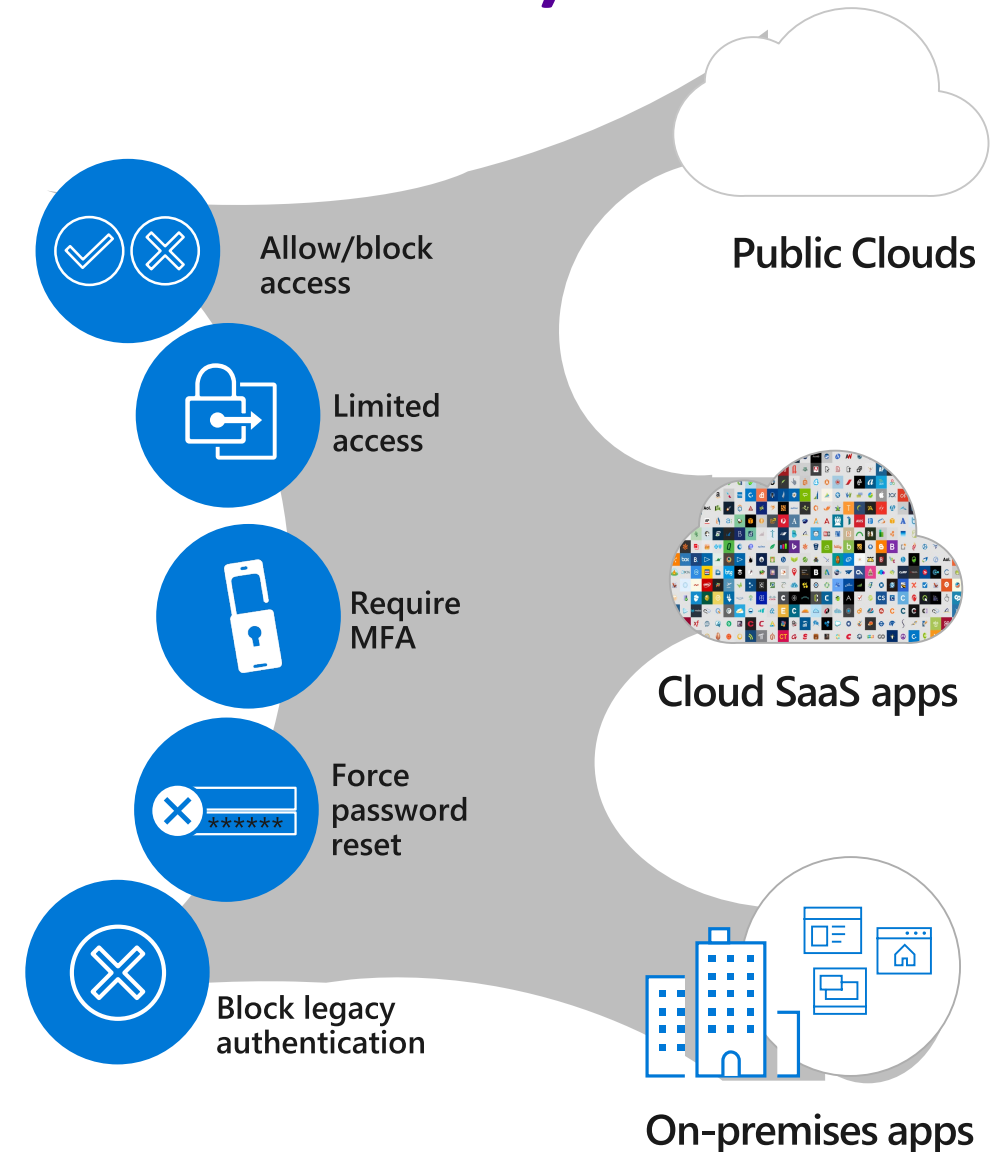 Allow/block
access
Public Clouds
Limited
access
Require
MFA
Cloud SaaS apps
Force
password
reset
******
Block legacy
authentication
On-premises apps